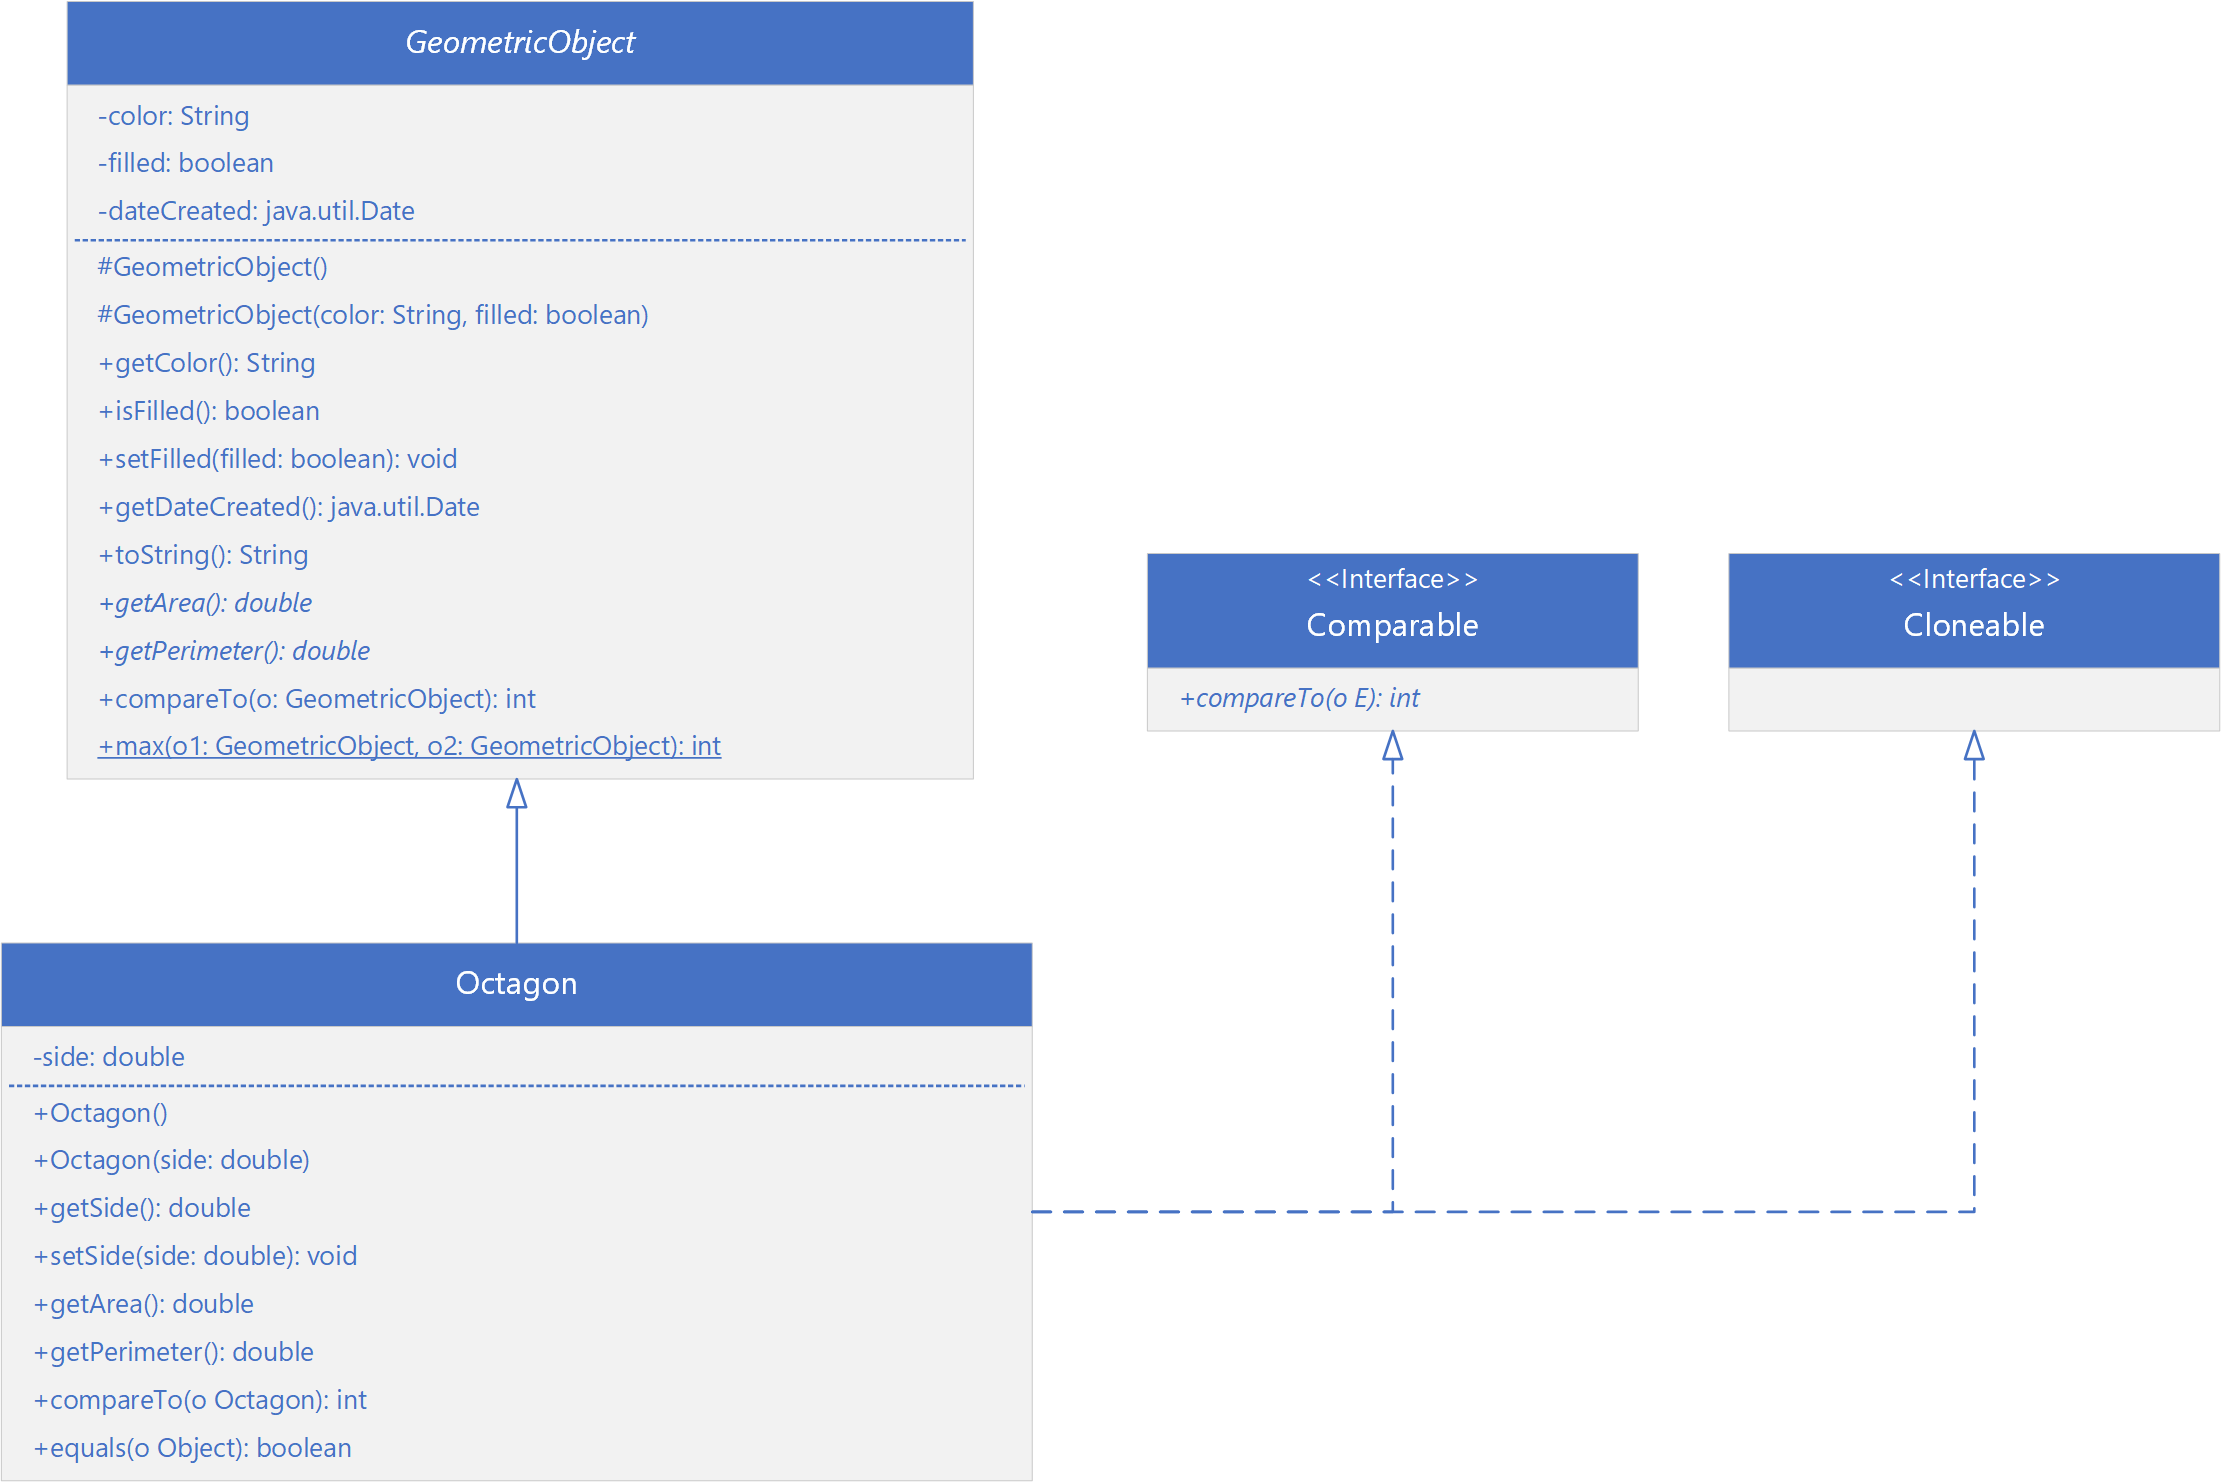 GeometricObject
-color: String
-filled: boolean
-dateCreated: java.util.Date
#GeometricObject()
#GeometricObject(color: String, filled: boolean)
+getColor(): String
+isFilled(): boolean
+setFilled(filled: boolean): void
+getDateCreated(): java.util.Date
+toString(): String
+getArea(): double
+getPerimeter(): double
+compareTo(o: GeometricObject): int
+max(o1: GeometricObject, o2: GeometricObject): int
<<Interface>>
Comparable
+compareTo(o E): int
<<Interface>>
Cloneable
Octagon
-side: double
+Octagon()
+Octagon(side: double)
+getSide(): double
+setSide(side: double): void
+getArea(): double
+getPerimeter(): double
+compareTo(o Octagon): int
+equals(o Object): boolean